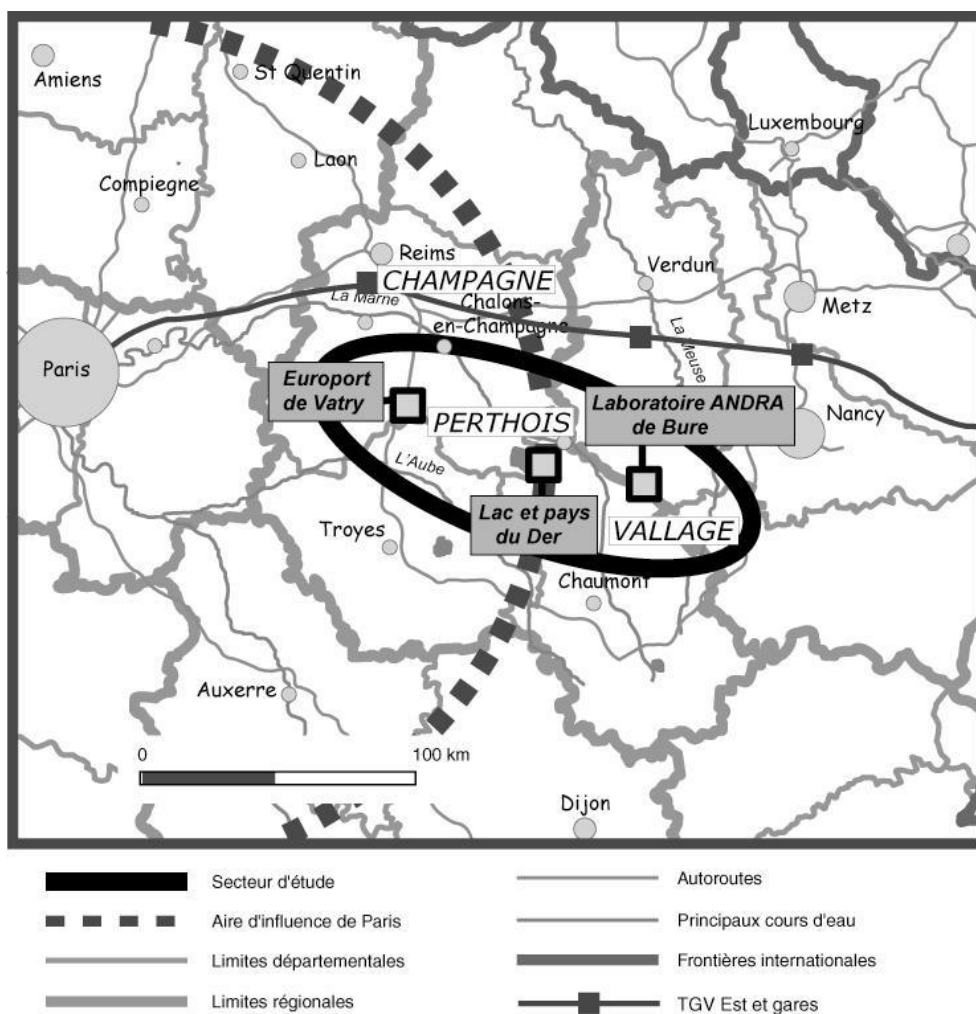 Amiens
St Quentin
Luxembourg
Laon
Compiegne
Reims
Verdun
CHAMPAGNE
La Marne
Chalons-
en-Champagne
Metz
La Meuse
Paris
Europort
de Vatry
Laboratoire ANDRA
de Bure
Nancy
PERTHOIS
L'Aube
Lac et pays
du Der
VALLAGE
Troyes
Chaumont
Auxerre
0
100 km
Dijon
Secteur d'étude
Aire d'influence de Paris
Limites départementales
Limites régionales
Autoroutes
Principaux cours d'eau
Frontières internationales
TGV Est et gares